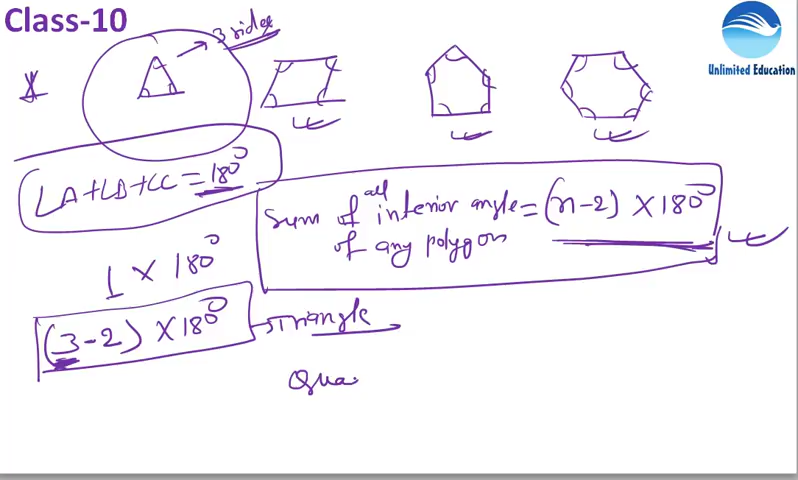 Class-10
3 sides
Unlimited Education
∠A+∠B+∠C=180°
Sum of all interior angle=(n-2) X 180°
of any polygon
1 X 180°
(3-2) X 180°
Triangle
Qua